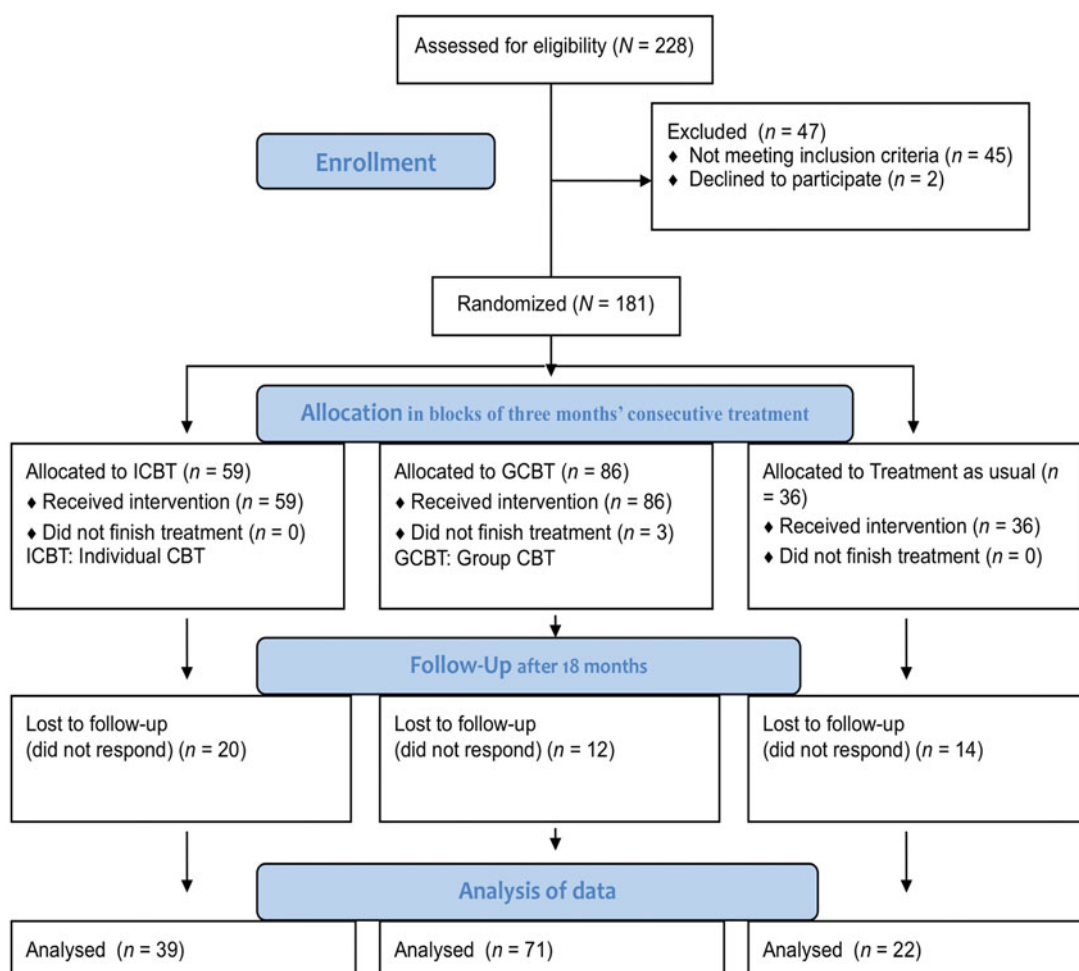 Assessed for eligibility (N = 228)
Excluded (n = 47)
♦ Not meeting inclusion criteria (n = 45)
♦ Declined to participate (n = 2)
Enrollment
Randomized (N = 181)
Allocation in blocks of three months’ consecutive treatment
Allocated to ICBT (n = 59)
♦ Received intervention (n = 59)
♦ Did not finish treatment (n = 0)
ICBT: Individual CBT
Allocated to GCBT (n = 86)
♦ Received intervention (n = 86)
♦ Did not finish treatment (n = 3)
GCBT: Group CBT
Allocated to Treatment as usual (n
= 36)
♦ Received intervention (n = 36)
♦ Did not finish treatment (n = 0)
Follow-Up after 18 months
Lost to follow-up
(did not respond) (n = 20)
Lost to follow-up
(did not respond) (n = 12)
Lost to follow-up
(did not respond) (n = 14)
Analysis of data
Analysed (n = 39)
Analysed (n = 71)
Analysed (n = 22)